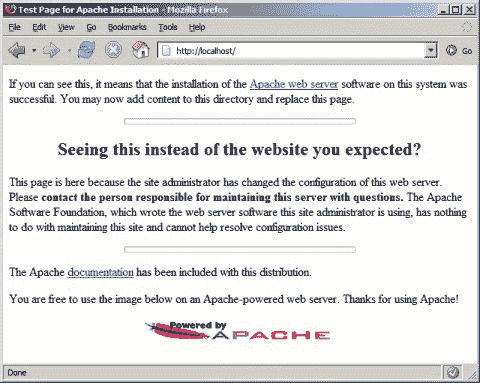 Test Page for Apache Installation - Mozilla Firefox
File Edit View Go Bookmarks Tools Help
http://localhost/ Go
If you can see this, it means that the installation of the Apache web server software on this system was
successful. You may now add content to this directory and replace this page.
Seeing this instead of the website you expected?
This page is here because the site administrator has changed the configuration of this web server.
Please contact the person responsible for maintaining this server with questions. The Apache
Software Foundation, which wrote the web server software this site administrator is using, has nothing
to do with maintaining this site and cannot help resolve configuration issues.
The Apache documentation has been included with this distribution.
You are free to use the image below on an Apache-powered web server. Thanks for using Apache!
Powered by
APACHE
Done